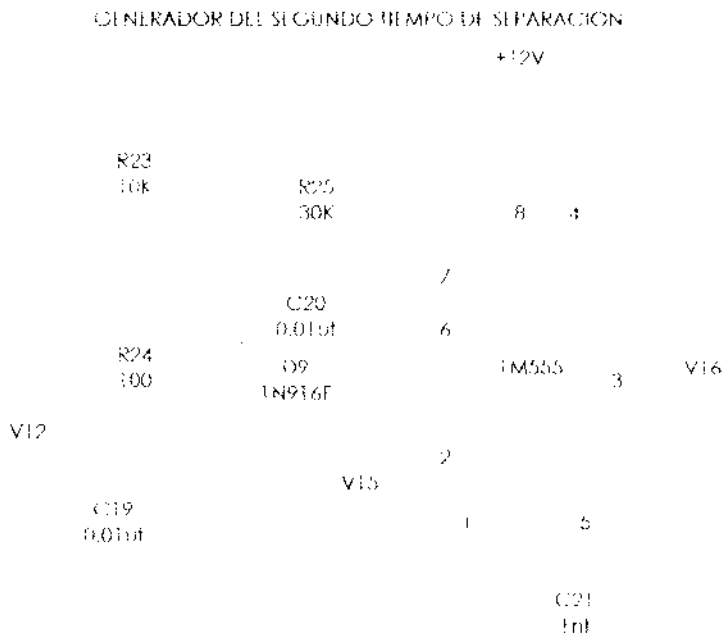 GENERADOR DEL SEGUNDO TIEMPO DE SEPARACION
+12V
R23
10K
R25
30K
8 4
7
C20
0.01uf
6
R24
100
D9
1N916F
LM555
3
V16
V12
2
V15
C19
0.01uf
1
5
C21
1nf